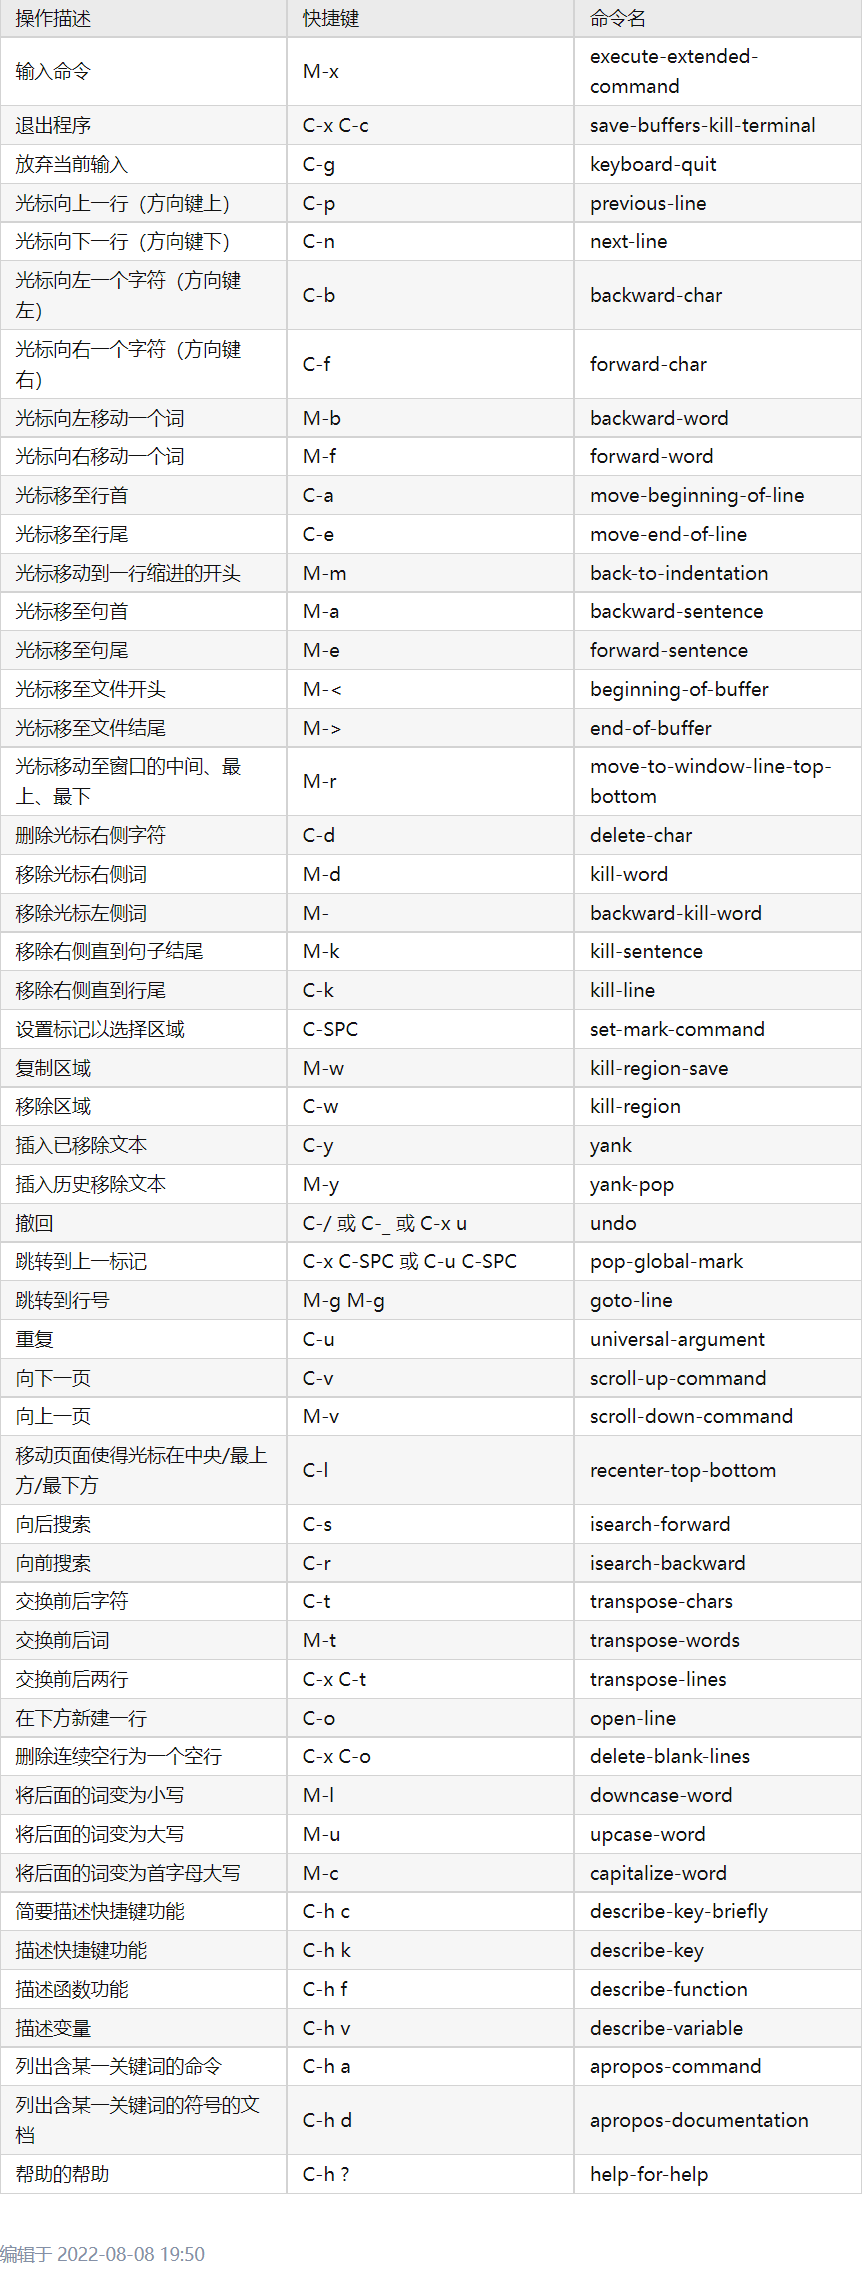 操作描述 快捷键 命令名
输入命令 M-x execute-extended-
command
退出程序 C-x C-c save-buffers-kill-terminal
放弃当前输入 C-g keyboard-quit
光标向上一行（方向键上） C-p previous-line
光标向下一行（方向键下） C-n next-line
光标向左一个字符（方向键
左） C-b backward-char
光标向右一个字符（方向键
右） C-f forward-char
光标向左移动一个词 M-b backward-word
光标向右移动一个词 M-f forward-word
光标移至行首 C-a move-beginning-of-line
光标移至行尾 C-e move-end-of-line
光标移动到一行缩进的开头 M-m back-to-indentation
光标移至句首 M-a backward-sentence
光标移至句尾 M-e forward-sentence
光标移至文件开头 M-< beginning-of-buffer
光标移至文件结尾 M-> end-of-buffer
光标移动至窗口的中间、最
上、最下 M-r move-to-window-line-top-
bottom
删除光标右侧字符 C-d delete-char
移除光标右侧词 M-d kill-word
移除光标左侧词 M- backward-kill-word
移除右侧直到句子结尾 M-k kill-sentence
移除右侧直到行尾 C-k kill-line
设置标记以选择区域 C-SPC set-mark-command
复制区域 M-w kill-region-save
移除区域 C-w kill-region
插入已移除文本 C-y yank
插入历史移除文本 M-y yank-pop
撤回 C-/ 或 C-_ 或 C-x u undo
跳转到上一标记 C-x C-SPC 或 C-u C-SPC pop-global-mark
跳转到行号 M-g M-g goto-line
重复 C-u universal-argument
向下一页 C-v scroll-up-command
向上一页 M-v scroll-down-command
移动页面使得光标在中央/最上
方/最下方 C-l recenter-top-bottom
向后搜索 C-s isearch-forward
向前搜索 C-r isearch-backward
交换前后字符 C-t transpose-chars
交换前后词 M-t transpose-words
交换前后两行 C-x C-t transpose-lines
在下方新建一行 C-o open-line
删除连续空行为一个空行 C-x C-o delete-blank-lines
将后面的词变为小写 M-l downcase-word
将后面的词变为大写 M-u upcase-word
将后面的词变为首字母大写 M-c capitalize-word
简要描述快捷键功能 C-h c describe-key-briefly
描述快捷键功能 C-h k describe-key
描述函数功能 C-h f describe-function
描述变量 C-h v describe-variable
列出含某一关键词的命令 C-h a apropos-command
列出含某一关键词的符号的文
档 C-h d apropos-documentation
帮助的帮助 C-h ? help-for-help
编辑于 2022-08-08 19:50